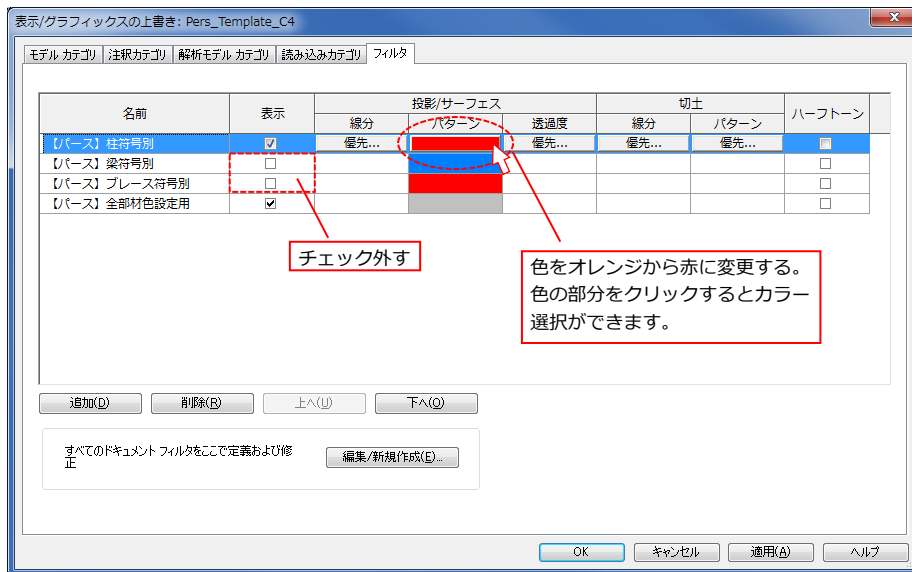 表示/グラフィックスの上書き: Pers_Template_C4
モデル カテゴリ 注釈カテゴリ 解析モデル カテゴリ 読み込みカテゴリ フィルタ
名前 表示 投影/サーフェス 切土 ハーフトーン
線分 パターン 透過度 線分 パターン
【パース】柱符号別 優先... 優先... 優先... 優先...
【パース】梁符号別
【パース】ブレース符号別
【パース】全部材色設定用
チェック外す
色をオレンジから赤に変更する。
色の部分をクリックするとカラー
選択ができます。
追加(D) 削除(R) 上へ(U) 下へ(O)
すべてのドキュメント フィルタをここで定義および修
正
編集/新規作成(E)...
OK キャンセル 適用(A) ヘルプ